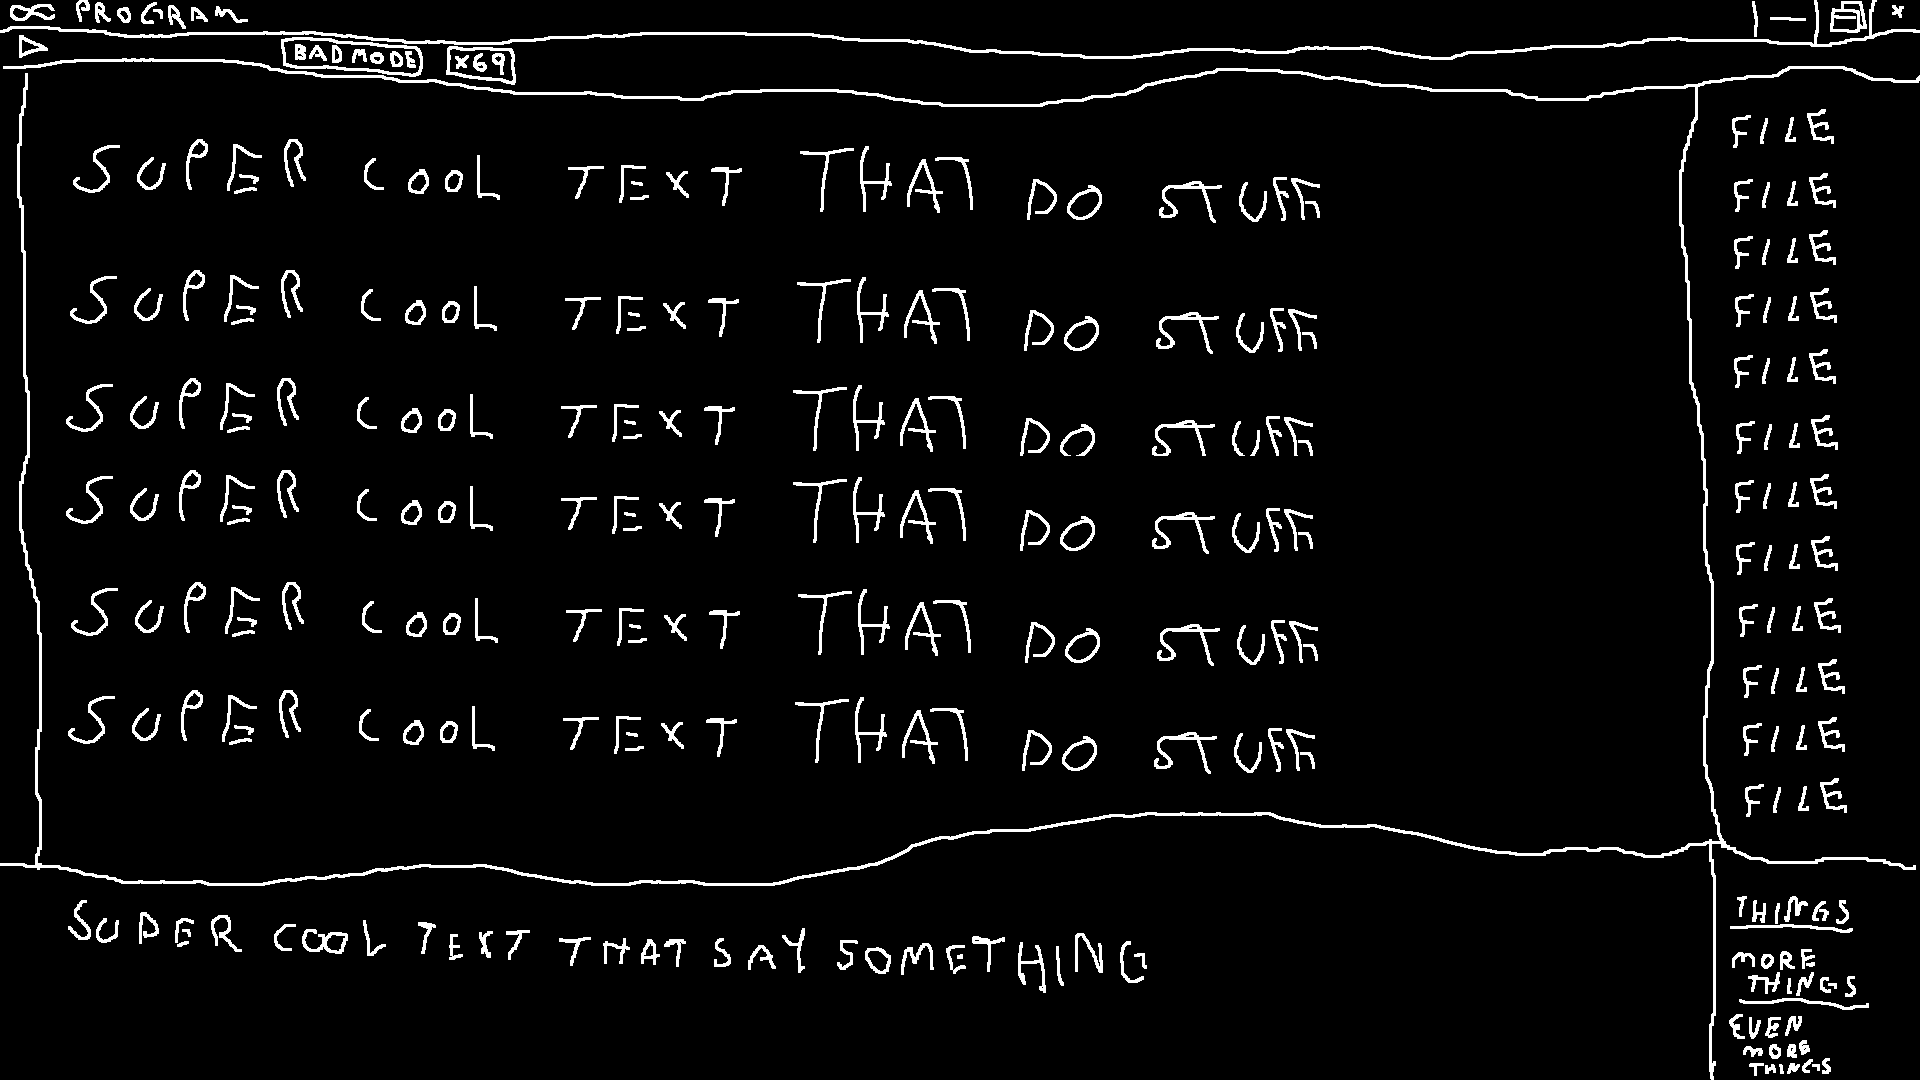 ∞ PROGRAM
BAD MODE x69
SUPER COOL TEXT THAT DO STUFF
SUPER COOL TEXT THAT DO STUFF
SUPER COOL TEXT THAT DO STUFF
SUPER COOL TEXT THAT DO STUFF
SUPER COOL TEXT THAT DO STUFF
SUPER COOL TEXT THAT DO STUFF
FILE
FILE
FILE
FILE
FILE
FILE
FILE
FILE
FILE
FILE
FILE
FILE
SUPER COOL TEXT THAT SAY SOMETHING
THINGS
MORE
THINGS
EVEN
MORE
THINGS